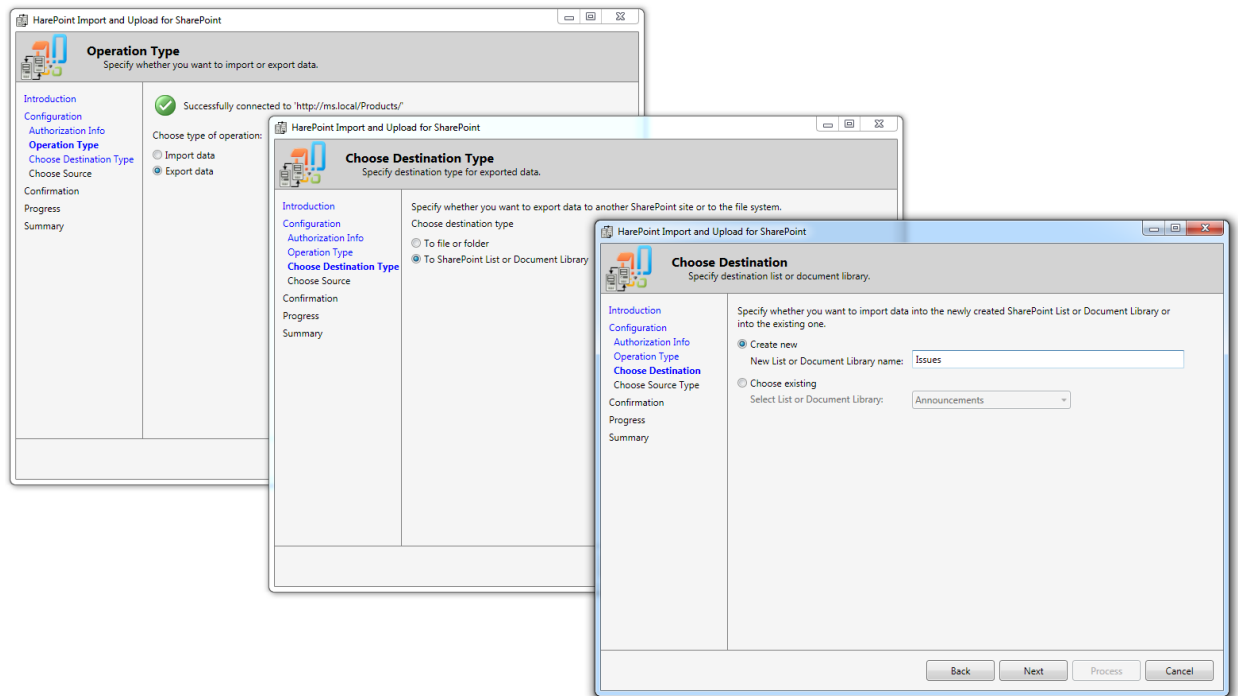 HarePoint Import and Upload for SharePoint
Operation Type
Specify whether you want to import or export data.
Introduction
Configuration
Authorization Info
Operation Type
Choose Destination Type
Choose Source
Confirmation
Progress
Summary
Successfully connected to 'http://ms.local/Products/'
Choose type of operation:
Import data
Export data
HarePoint Import and Upload for SharePoint
Choose Destination Type
Specify destination type for exported data.
Introduction
Configuration
Authorization Info
Operation Type
Choose Destination Type
Choose Source
Confirmation
Progress
Summary
Specify whether you want to export data to another SharePoint site or to the file system.
Choose destination type
To file or folder
To SharePoint List or Document Library
HarePoint Import and Upload for SharePoint
Choose Destination
Specify destination list or document library.
Introduction
Configuration
Authorization Info
Operation Type
Choose Destination
Choose Source Type
Confirmation
Progress
Summary
Specify whether you want to import data into the newly created SharePoint List or Document Library or
into the existing one.
Create new
New List or Document Library name: Issues
Choose existing
Select List or Document Library: Announcements
Back Next Process Cancel